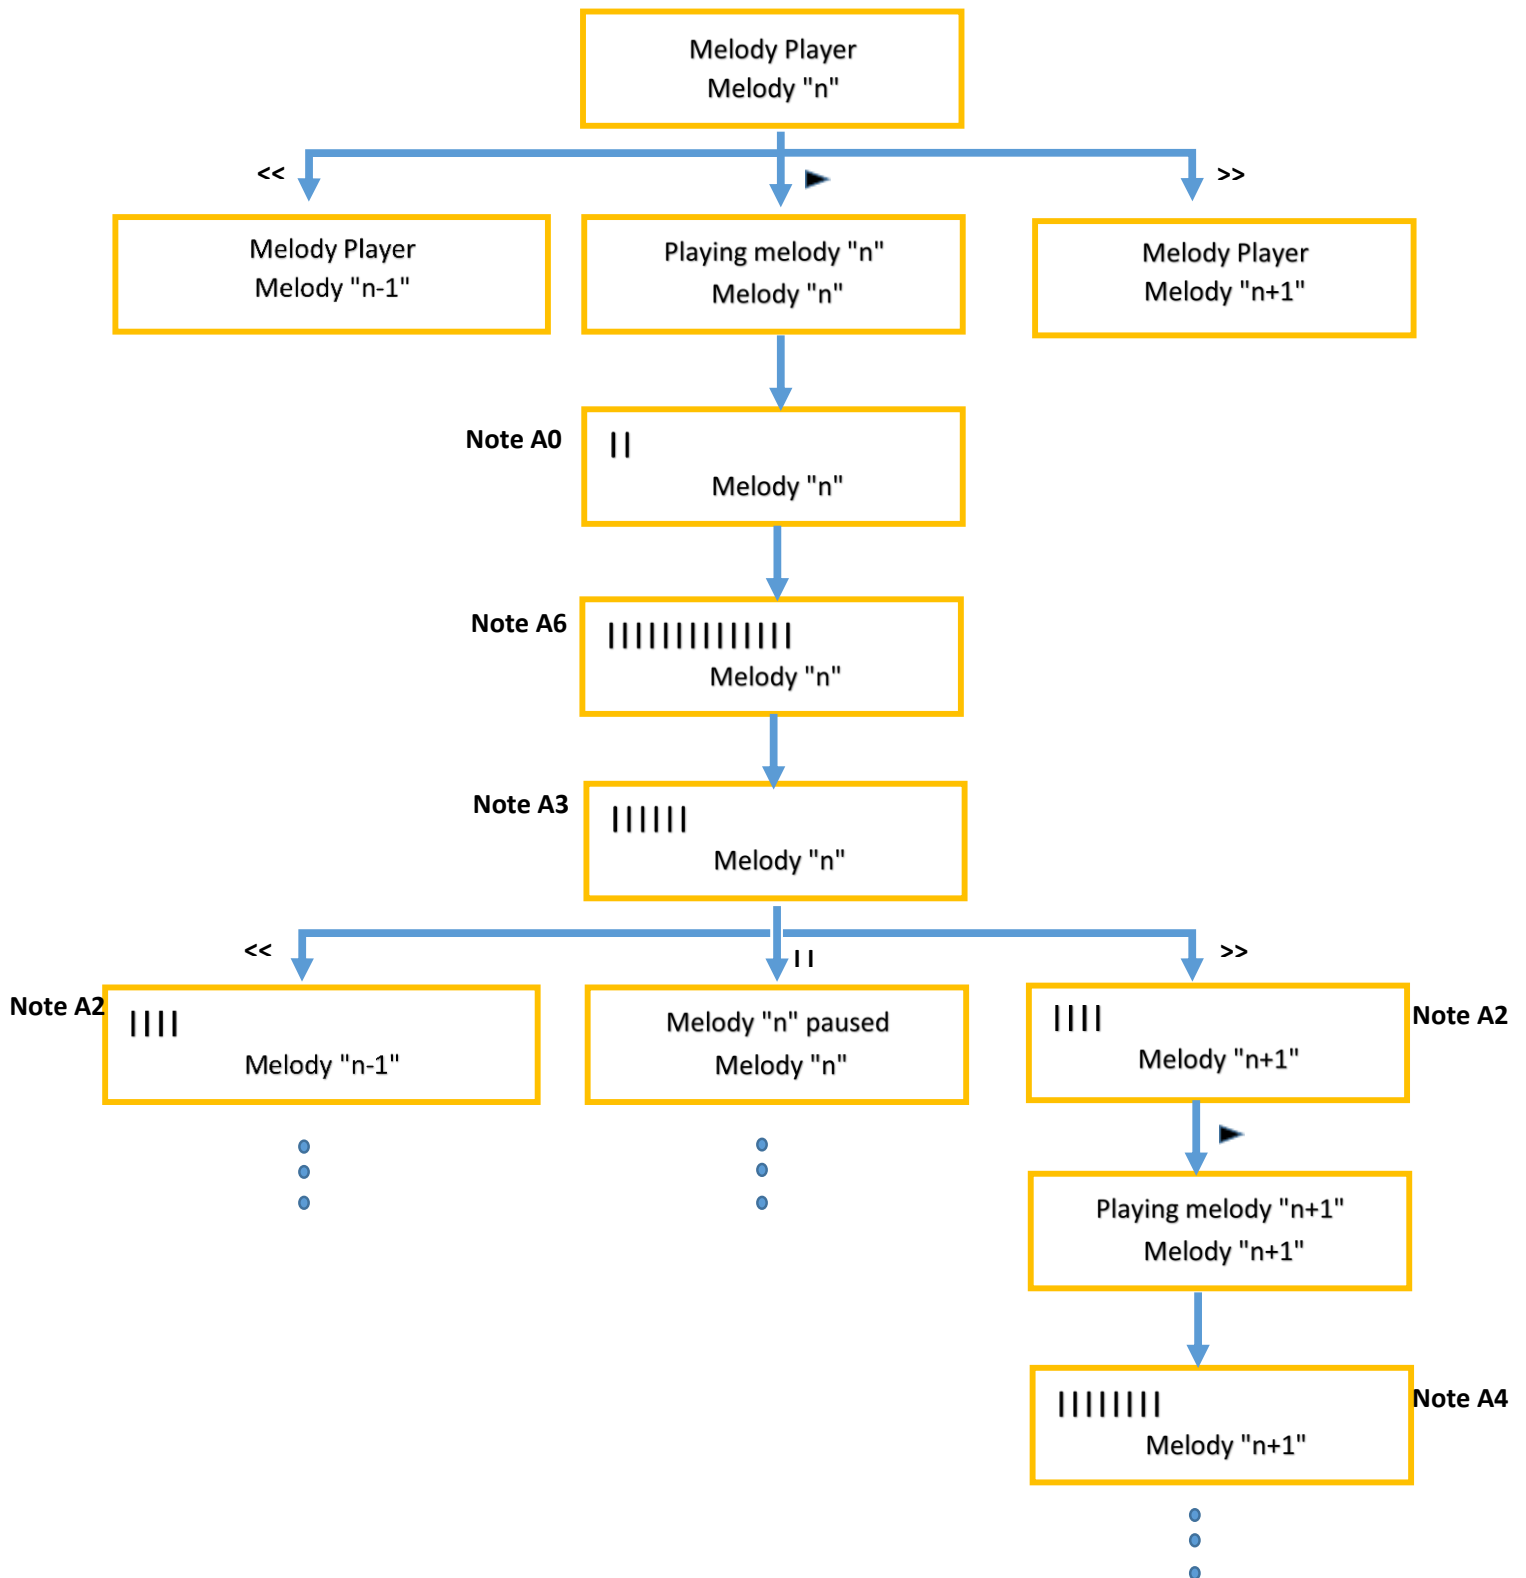 Melody Player
Melody "n"
<<
►
>>
Melody Player
Melody "n-1"
Playing melody "n"
Melody "n"
Melody Player
Melody "n+1"
Note A0
||
Melody "n"
Note A6
||||||||||||||
Melody "n"
Note A3
||||||
Melody "n"
<<
||
>>
Note A2
||||
Melody "n-1"
Melody "n" paused
Melody "n"
||||
Note A2
Melody "n+1"
►
Playing melody "n+1"
Melody "n+1"
||||||||
Note A4
Melody "n+1"